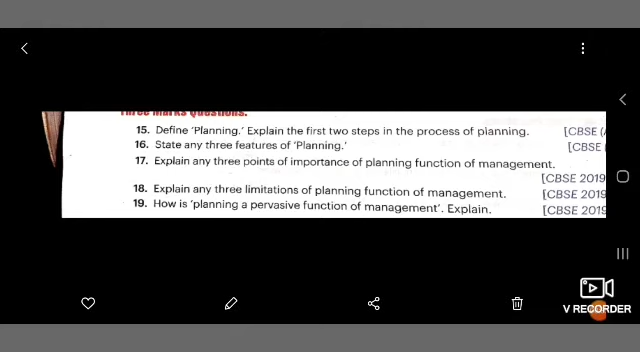 Three Marks Questions.
15. Define 'Planning.' Explain the first two steps in the process of planning. [CBSE
16. State any three features of 'Planning.' [CBSE
17. Explain any three points of importance of planning function of management.
[CBSE 2019
18. Explain any three limitations of planning function of management. [CBSE 2019
19. How is 'planning a pervasive function of management'. Explain. [CBSE 2019
V RECORDER